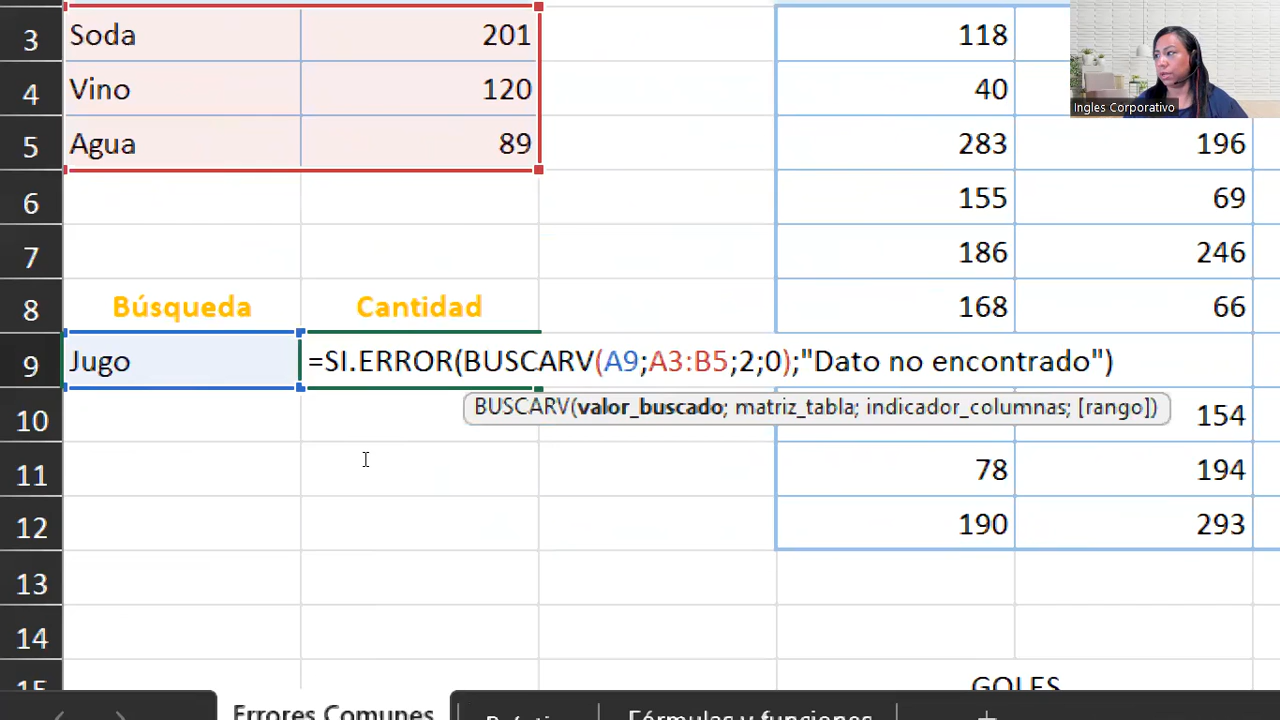 3 Soda 201 118
Ingles Corporativo
4 Vino 120 40
5 Agua 89 283 196
6 155 69
7 186 246
8 Búsqueda Cantidad 168 66
9 Jugo =SI.ERROR(BUSCARV(A9;A3:B5;2;0);"Dato no encontrado")
BUSCARV(valor_buscado; matriz_tabla; indicador_columnas; [rango])
10 154
11 78 194
12 190 293
13
14
15 GOLES
Errores Comunes Fórmulas y funciones +